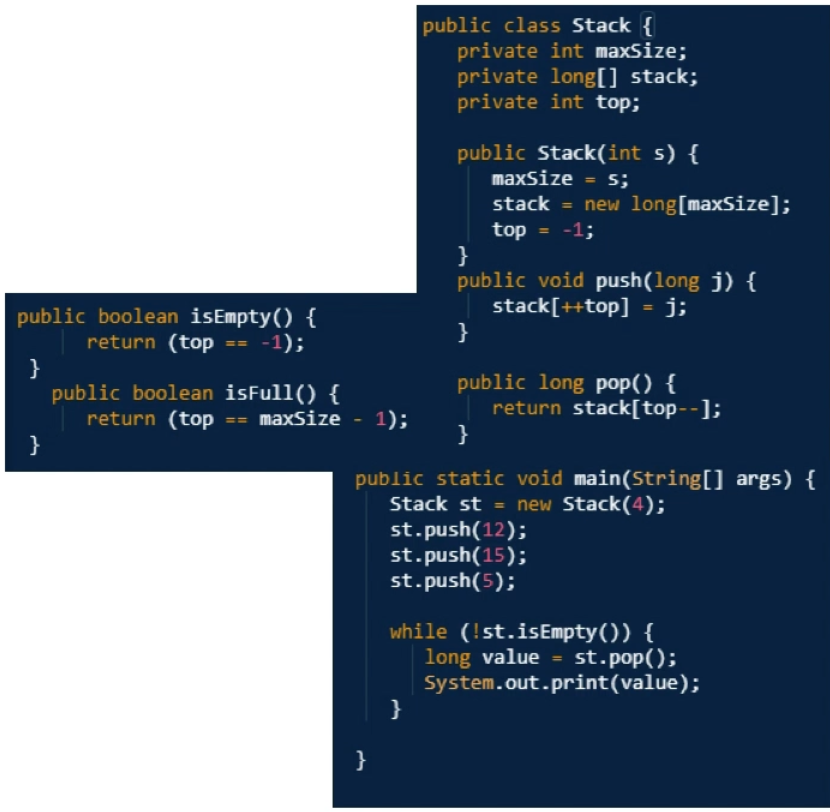 public class Stack {
private int maxSize;
private long[] stack;
private int top;
public Stack(int s) {
maxSize = s;
stack = new long[maxSize];
top = -1;
}
public void push(long j) {
stack[++top] = j;
}
public long pop() {
return stack[top--];
}
public boolean isEmpty() {
return (top == -1);
}
public boolean isFull() {
return (top == maxSize - 1);
}
public static void main(String[] args) {
Stack st = new Stack(4);
st.push(12);
st.push(15);
st.push(5);
while (!st.isEmpty()) {
long value = st.pop();
System.out.print(value);
}
}